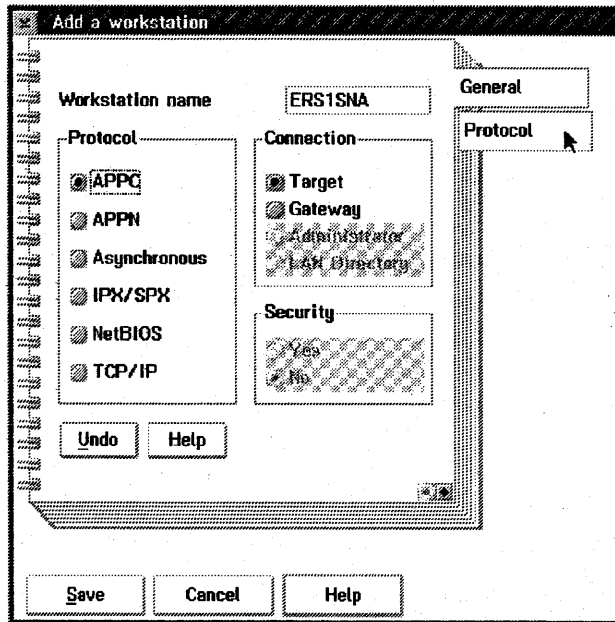 Add a workstation
General
Workstation name ERS1SNA
Protocol
Protocol
Connection
APPC
Target
APPN
Gateway
Asynchronous
Administrator
IPX/SPX
LAN Directory
NetBIOS
Security
TCP/IP
Yes
No
Undo
Help
Save
Cancel
Help